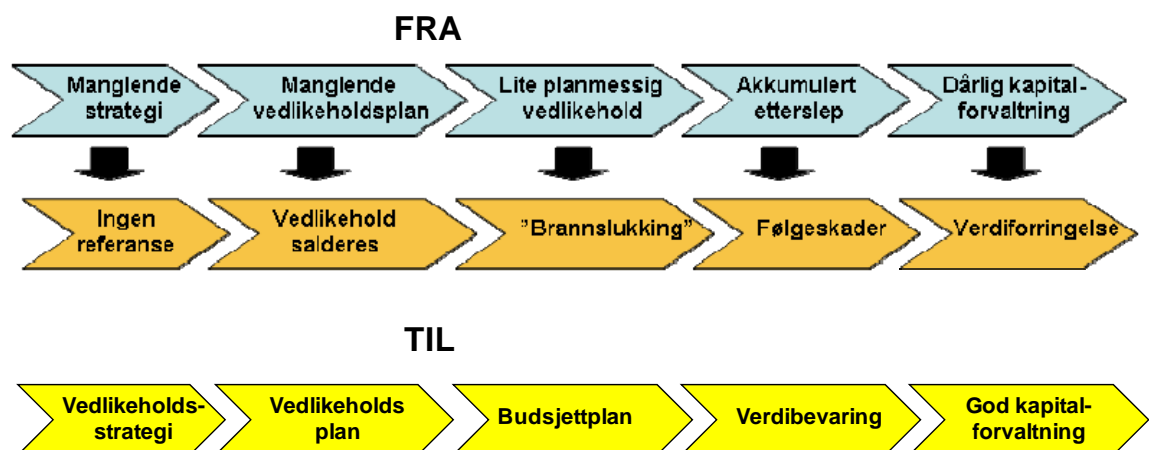 FRA
Manglende
strategi
Manglende
vedlikeholdsplan
Lite planmessig
vedlikehold
Akkumulert
etterslep
Dårlig kapital-
forvaltning
Ingen
referanse
Vedlikehold
salderes
”Brannslukking”
Følgeskader
Verdiforringelse
TIL
Vedlikeholds-
strategi
Vedlikeholds
plan
Budsjettplan
Verdibevaring
God kapital-
forvaltning